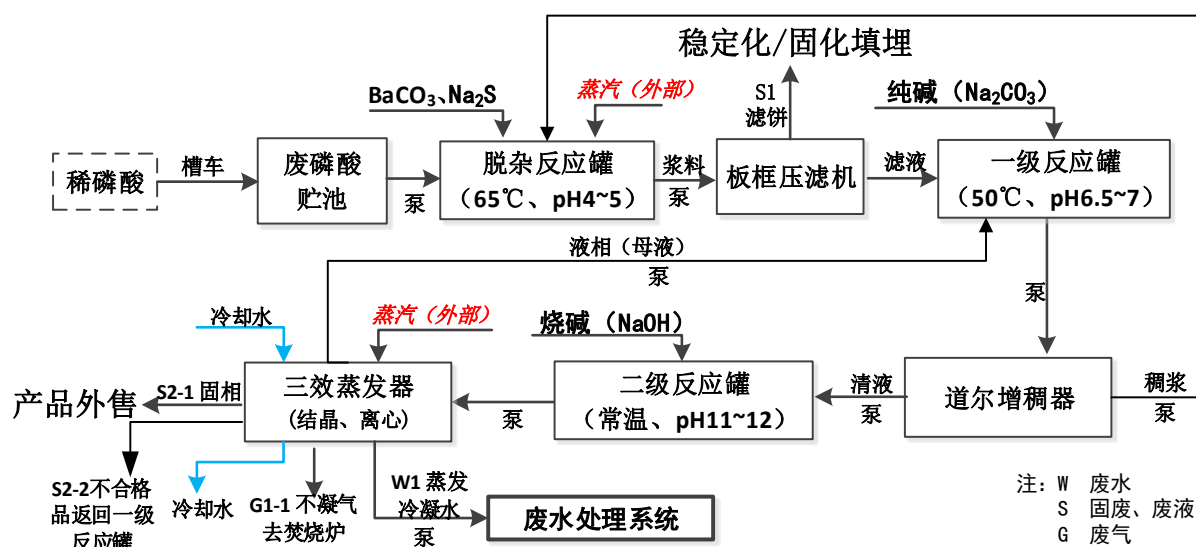 稳定化/固化填埋
BaCO₃、Na₂S
蒸汽（外部）
S1
滤饼
纯碱（Na₂CO₃）
稀磷酸
槽车
废磷酸
贮池
泵
脱杂反应罐
（65℃、pH4~5）
浆料
泵
板框压滤机
滤液
一级反应罐
（50℃、pH6.5~7）
液相（母液）
泵
泵
冷却水
蒸汽（外部）
烧碱（NaOH）
产品外售
S2-1 固相
三效蒸发器
(结晶、离心)
泵
二级反应罐
（常温、pH11~12）
清液
泵
道尔增稠器
稠浆
泵
S2-2不合格
品返回一级
反应罐
冷却水
G1-1 不凝气
去焚烧炉
W1 蒸发
冷凝水
泵
废水处理系统
注: W 废水
S 固废、废液
G 废气